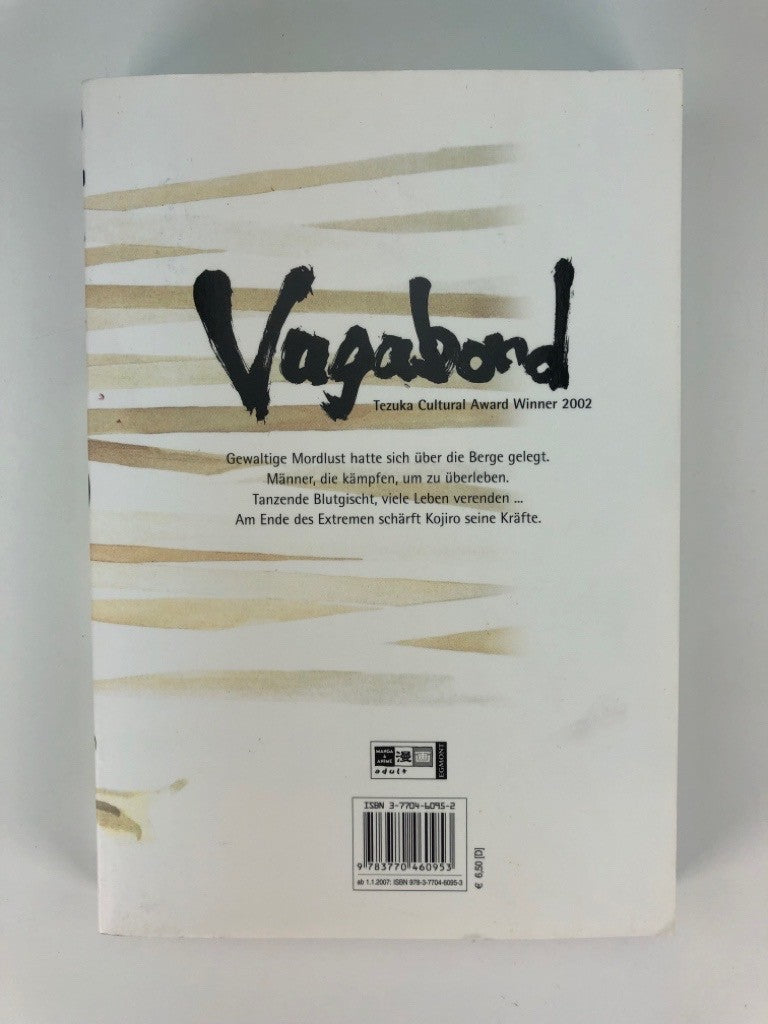 Vagabond
Tezuka Cultural Award Winner 2002
Gewaltige Mordlust hatte sich über die Berge gelegt.
Männer, die kämpfen, um zu überleben.
Tanzende Blutgischt, viele Leben verenden ...
Am Ende des Extremen schärft Kojiro seine Kräfte.
MANGA & ANIME
漫画
adult
EGMONT
ISBN 3-7704-6095-2
9 783770 460953
ab 1.1.2007: ISBN 978-3-7704-6095-3
€ 6,50 [D]